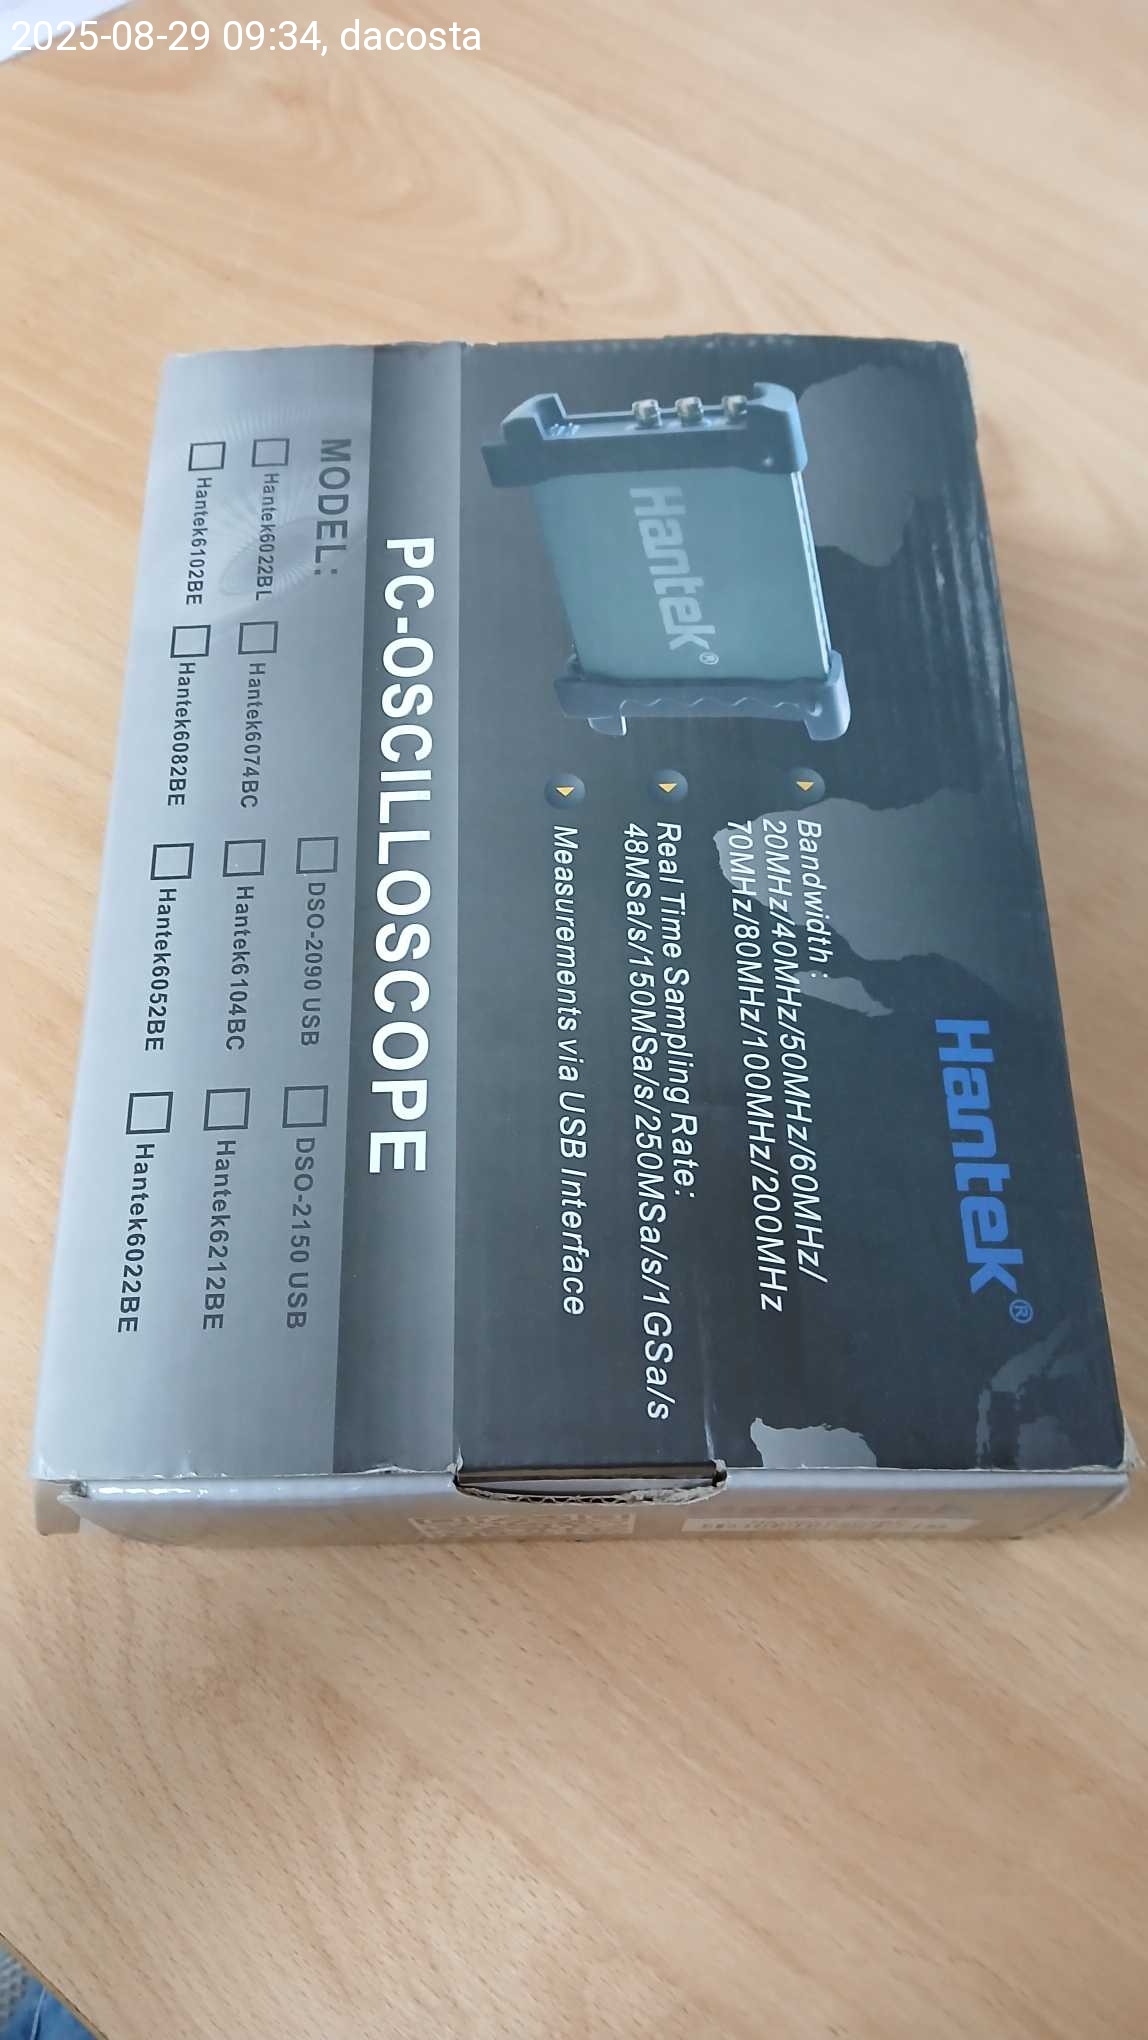 2025-08-29 09:34, dacosta
Hantek®
Hantek®
Bandwidth :
20MHz/40MHz/50MHz/60MHz/
70MHz/80MHz/100MHz/200MHz
Real Time Sampling Rate:
48MSa/s/150MSa/s/250MSa/s/1GSa/s
Measurements via USB Interface
PC-OSCILLOSCOPE
MODEL:
DSO-2090 USB
DSO-2150 USB
Hantek6022BL
Hantek6074BC
Hantek6104BC
Hantek6212BE
Hantek6102BE
Hantek6082BE
Hantek6052BE
Hantek6022BE